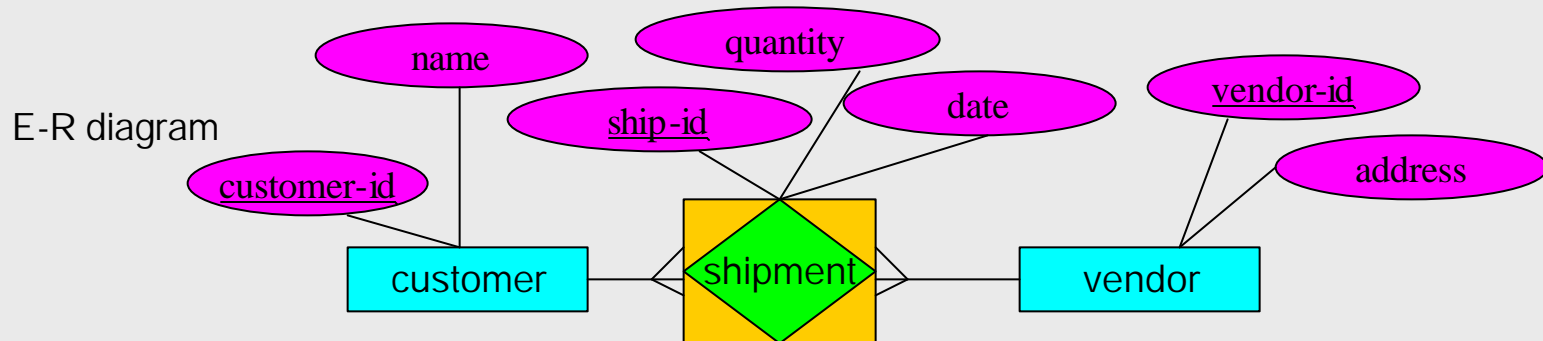 quantity
name
date
vendor-id
ship-id
E-R diagram
address
customer-id
customer
shipment
vendor